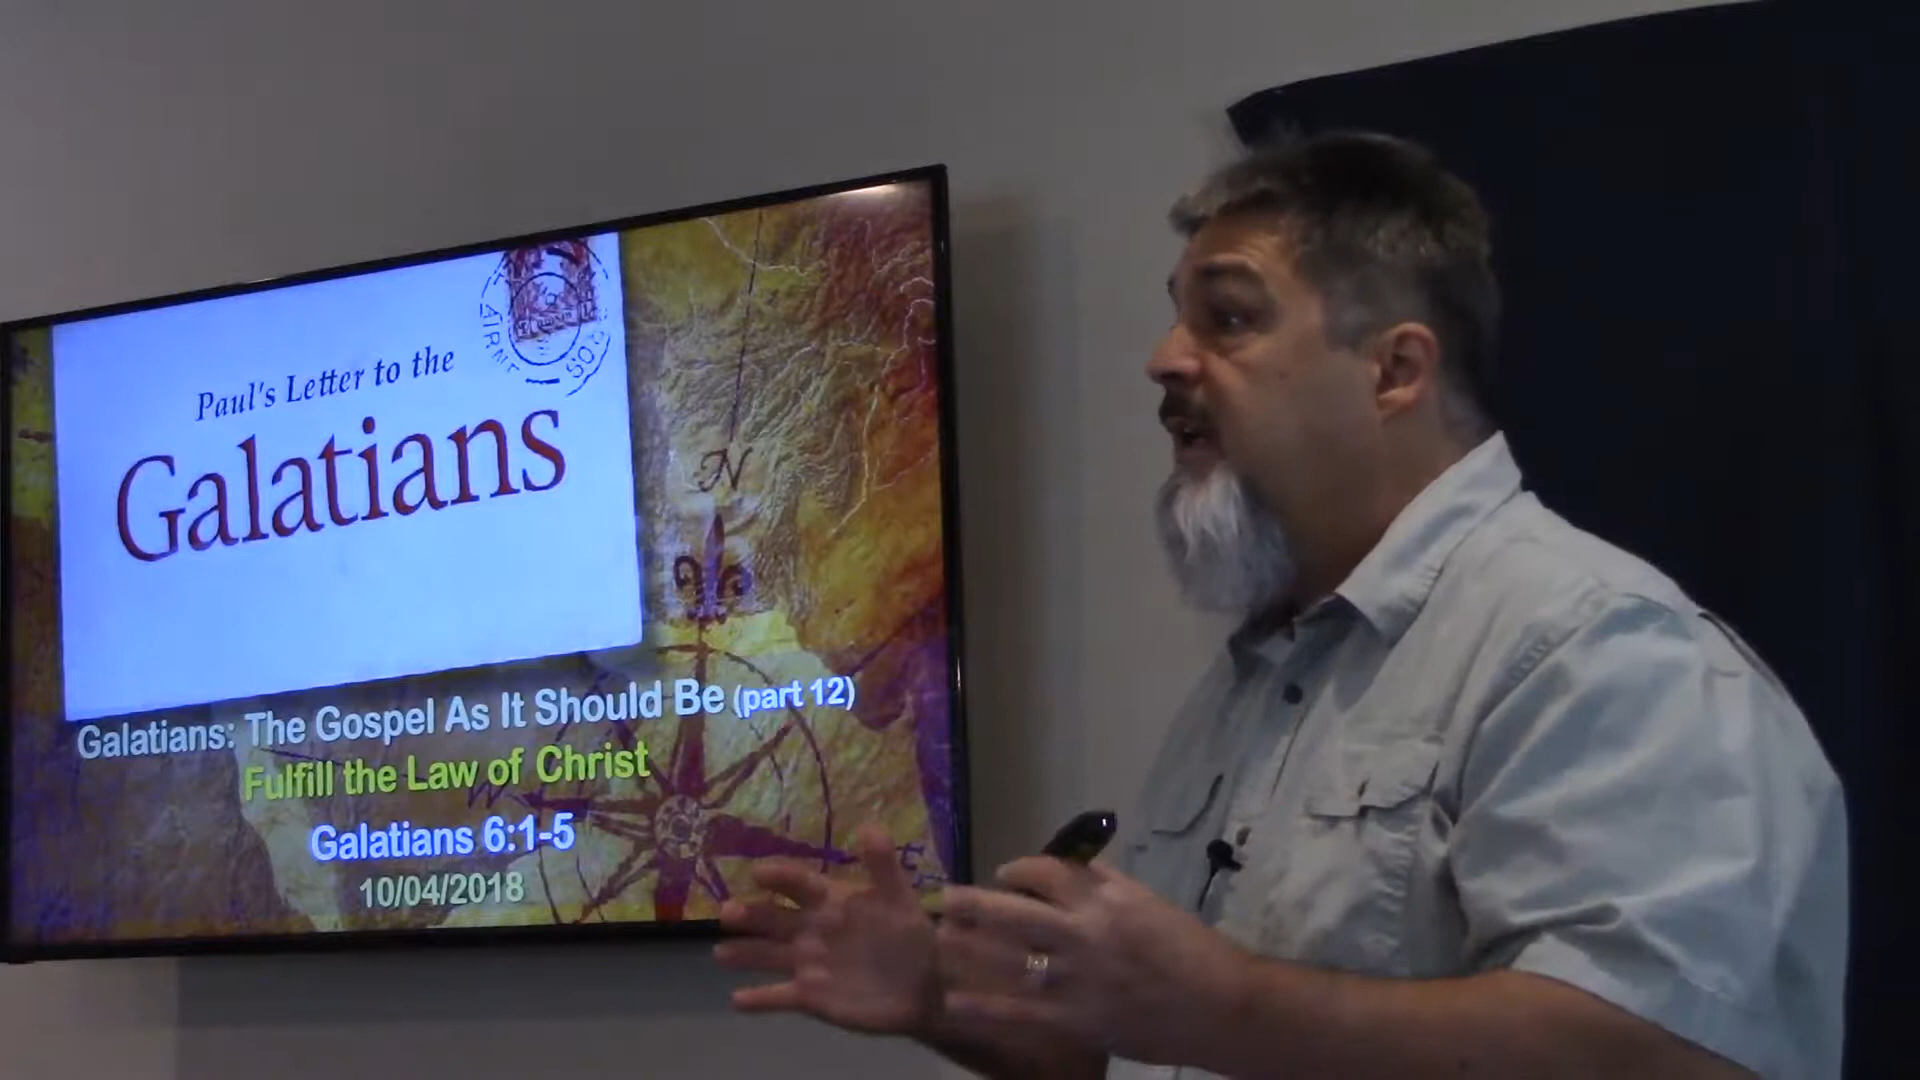 Paul's Letter to the
Galatians
N
Galatians: The Gospel As It Should Be (part 12)
Fulfill the Law of Christ
Galatians 6:1-5
10/04/2018